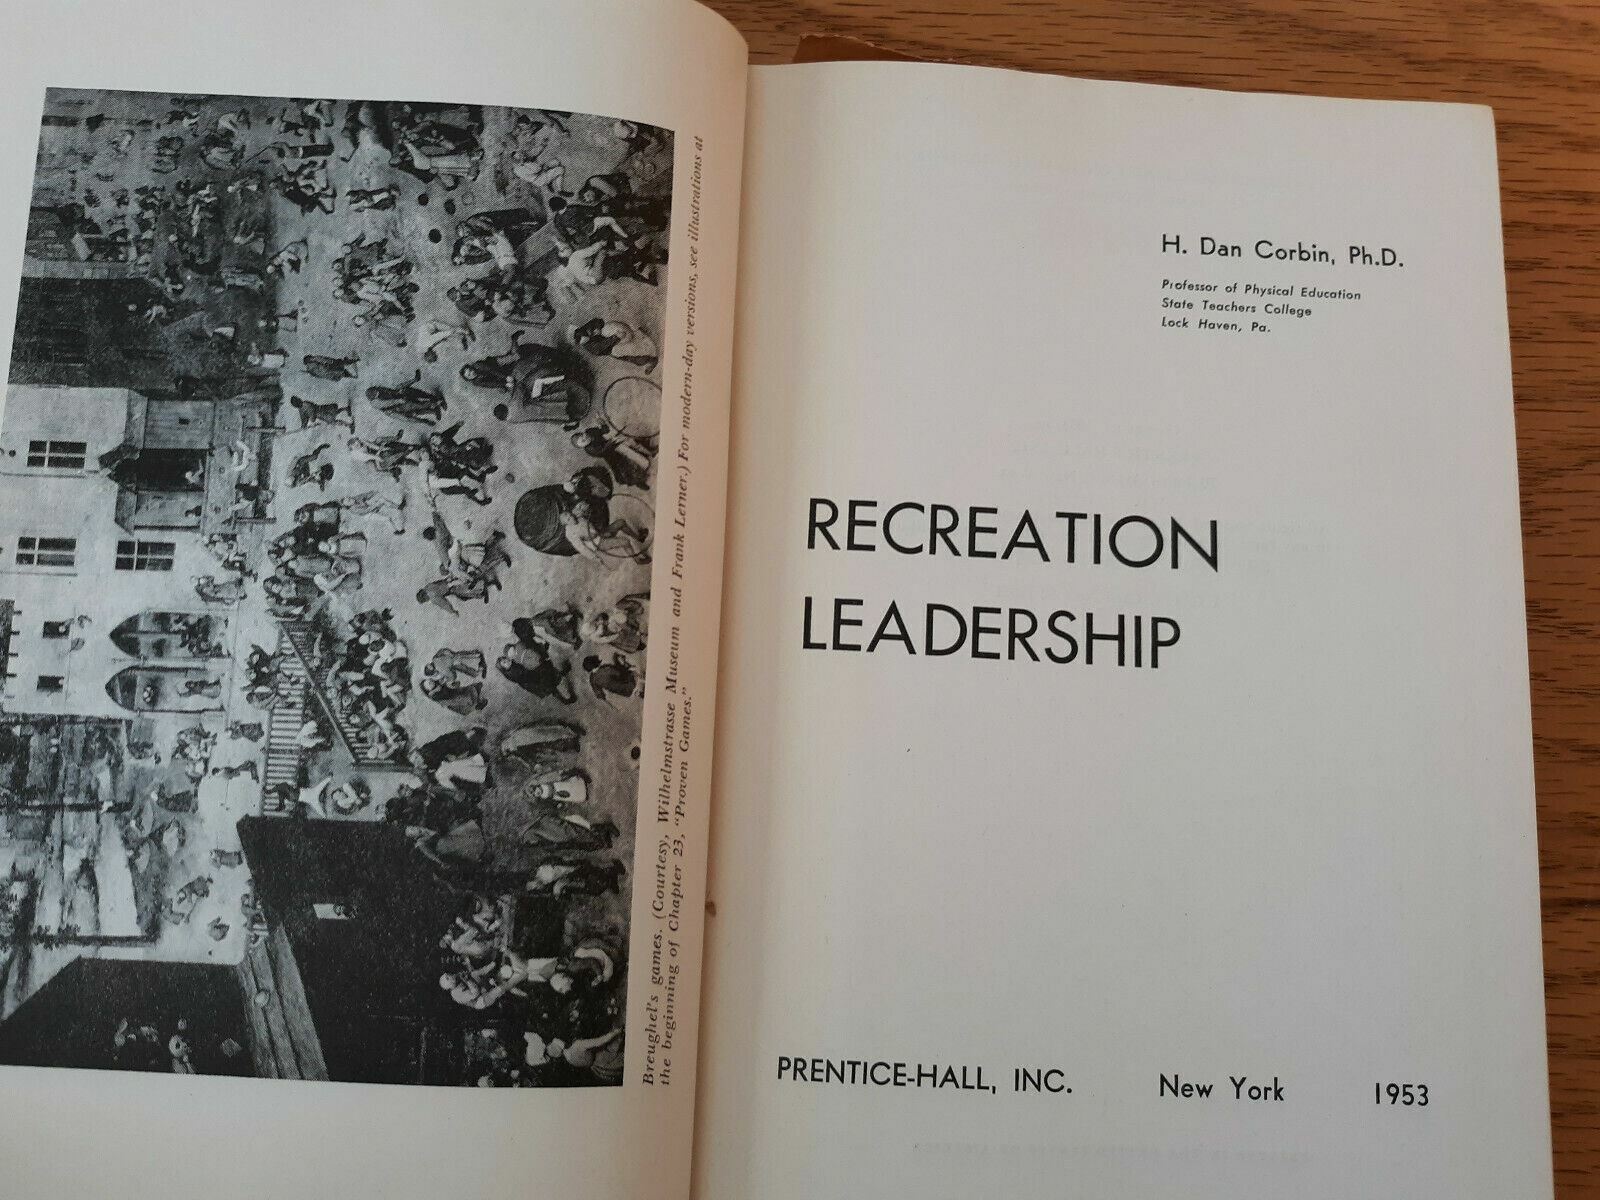 Breughel's games. (Courtesy, Wilhelmstrasse Museum and Frank Lerner.) For modern-day versions, see illustrations at
the beginning of Chapter 23, "Proven Games."
H. Dan Corbin, Ph.D.
Professor of Physical Education
State Teachers College
Lock Haven, Pa.
RECREATION
LEADERSHIP
PRENTICE-HALL, INC. New York 1953